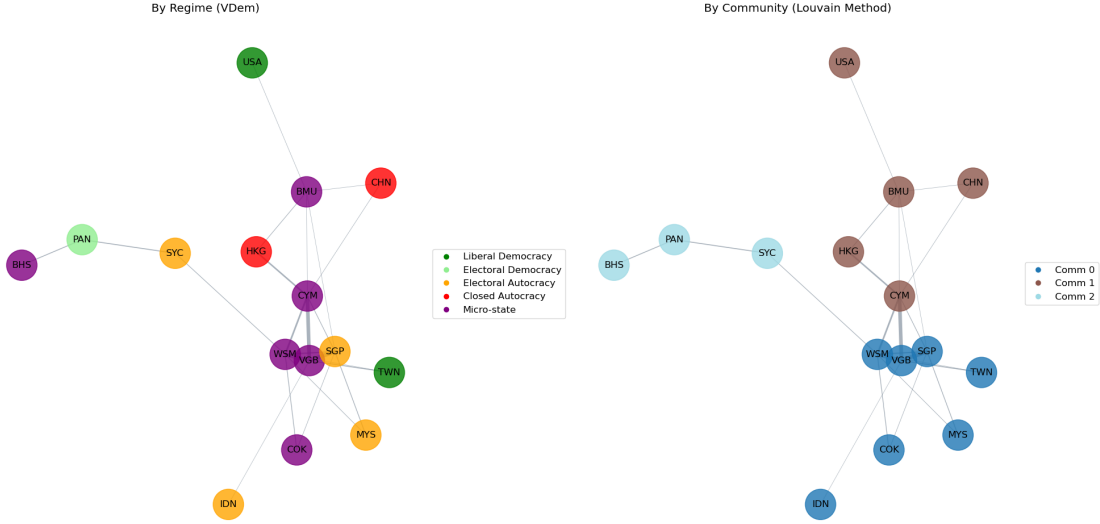 By Regime (VDem)
USA
BMU
CHN
PAN
HKG
SYC
BHS
CYM
WSM
VGB
SGP
TWN
MYS
COK
IDN
Liberal Democracy
Electoral Democracy
Electoral Autocracy
Closed Autocracy
Micro-state
By Community (Louvain Method)
USA
BMU
CHN
PAN
HKG
SYC
BHS
CYM
WSM
VGB
SGP
TWN
MYS
COK
IDN
Comm 0
Comm 1
Comm 2